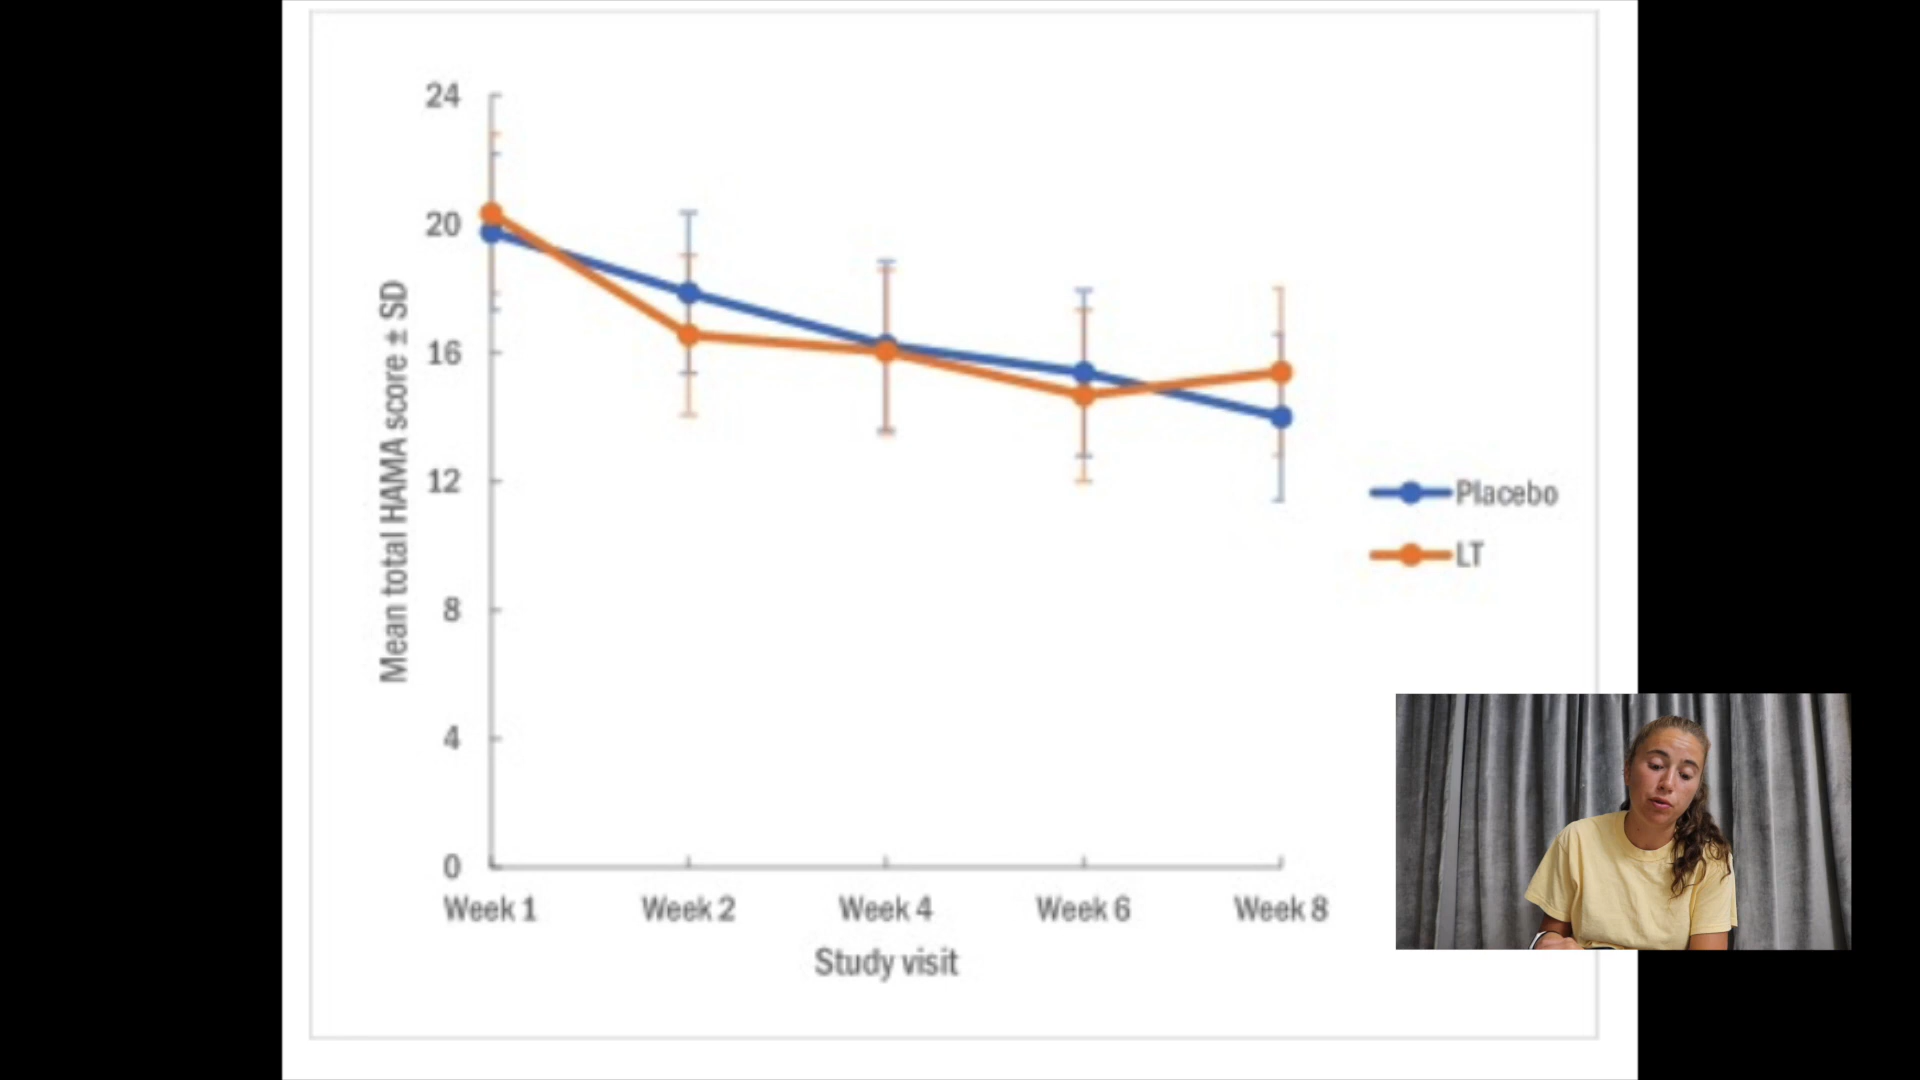 24
20
16
12
8
4
0
Mean total HAMA score ± SD
Week 1 Week 2 Week 4 Week 6 Week 8
Study visit
Placebo
LT